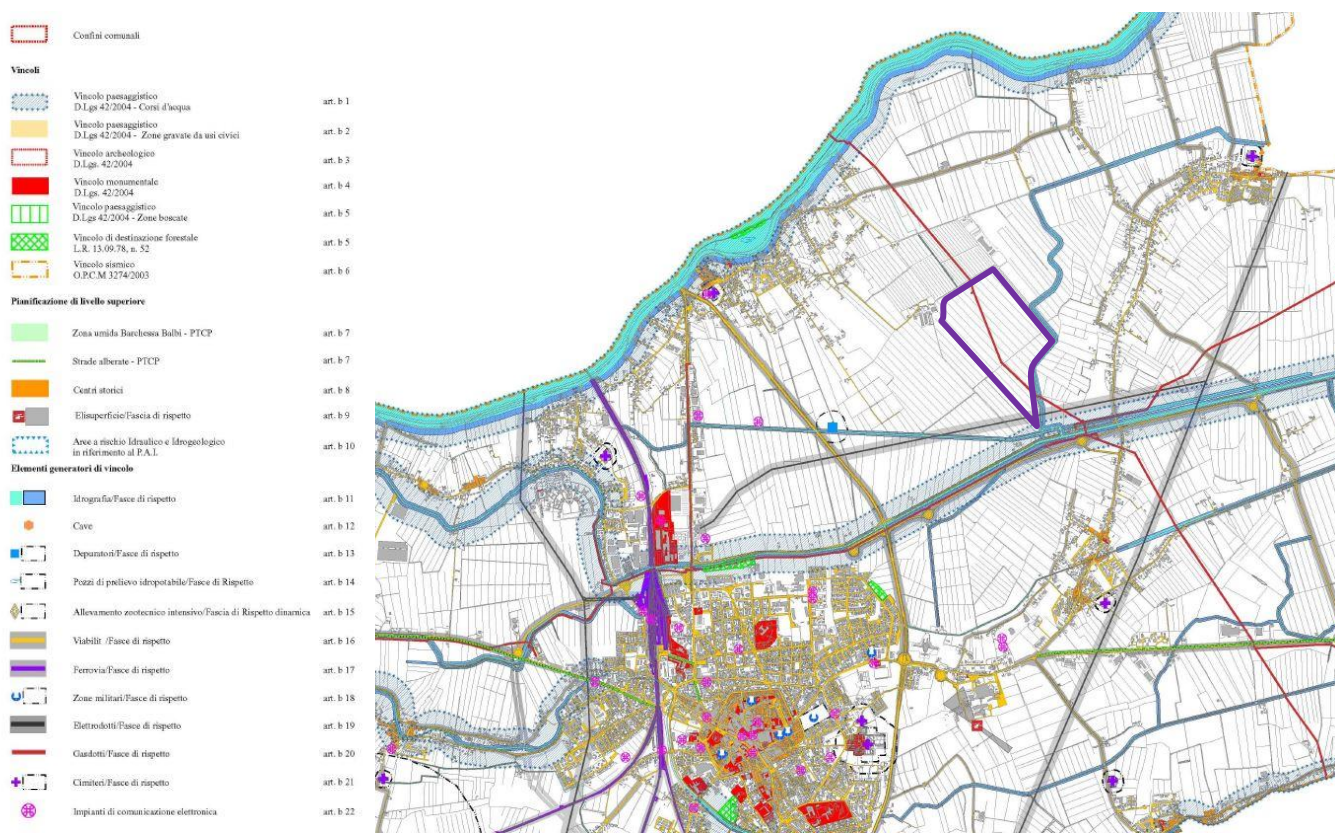 Confini comunali
Vincoli
Vincolo paesaggistico
D.Lgs 42/2004 - Corsi d'acqua art. b 1
Vincolo paesaggistico
D.Lgs 42/2004 - Zone gravate da usi civici art. b 2
Vincolo archeologico
D.Lgs. 42/2004 art. b 3
Vincolo monumentale
D.Lgs. 42/2004 art. b 4
Vincolo paesaggistico
D.Lgs 42/2004 - Zone boscate art. b 5
Vincolo di destinazione forestale
L.R. 13.09.78, n. 52 art. b 5
Vincolo sismico
O.P.C.M 3274/2003 art. b 6
Pianificazione di livello superiore
Zona umida Barchessa Balbi - PTCP art. b 7
Strade alberate - PTCP art. b 7
Centri storici art. b 8
Elisuperficie/Fascia di rispetto art. b 9
Aree a rischio Idraulico e Idrogeologico
in riferimento al P.A.I. art. b 10
Elementi generatori di vincolo
Idrografia/Fasce di rispetto art. b 11
Cave art. b 12
Depuratori/Fasce di rispetto art. b 13
Pozzi di prelievo idropotabile/Fasce di Rispetto art. b 14
Allevamento zootecnico intensivo/Fascia di Rispetto dinamica art. b 15
Viabilit /Fasce di rispetto art. b 16
Ferrovia/Fasce di rispetto art. b 17
Zone militari/Fasce di rispetto art. b 18
Elettrodotti/Fasce di rispetto art. b 19
Gasdotti/Fasce di rispetto art. b 20
Cimiteri/Fasce di rispetto art. b 21
Impianti di comunicazione elettronica art. b 22